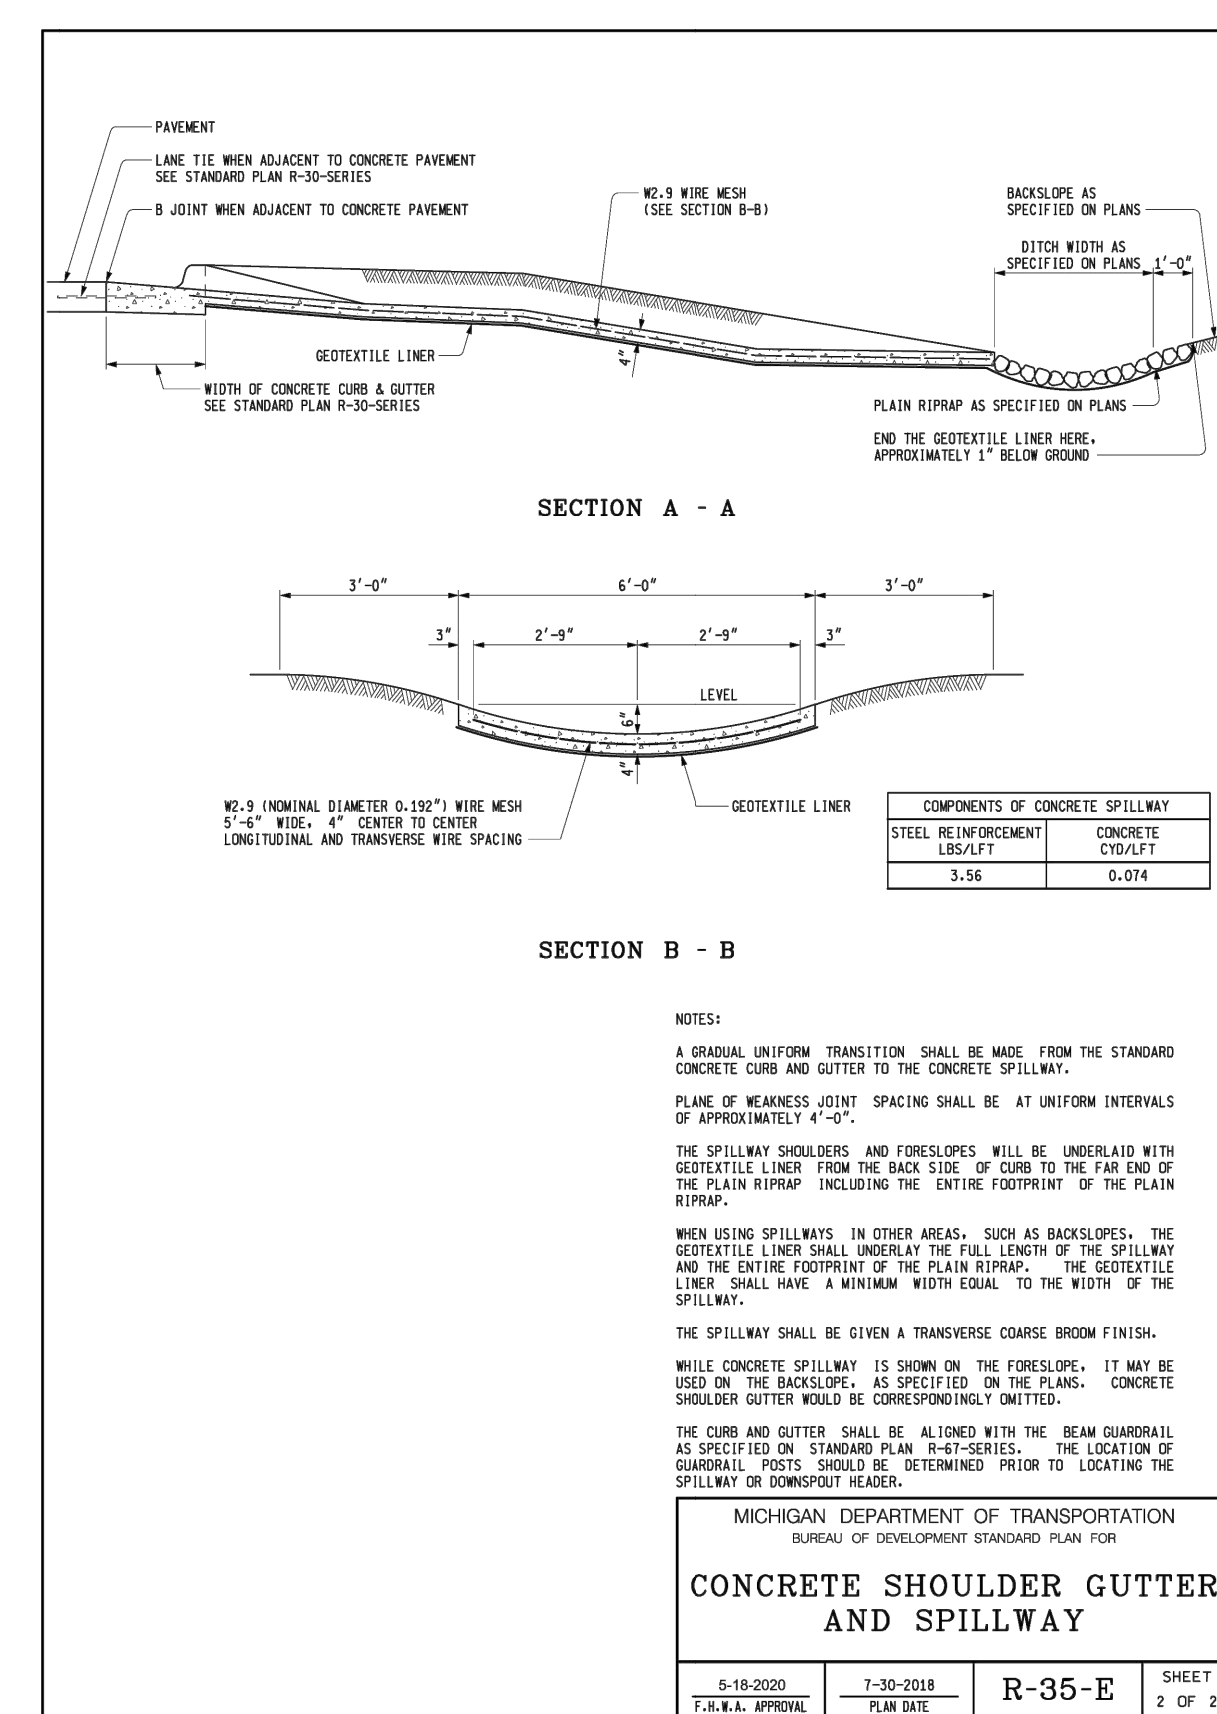 PAVEMENT
LANE TIE WHEN ADJACENT TO CONCRETE PAVEMENT
SEE STANDARD PLAN R-30-SERIES
B JOINT WHEN ADJACENT TO CONCRETE PAVEMENT
W2.9 WIRE MESH
(SEE SECTION B-B)
BACKSLOPE AS
SPECIFIED ON PLANS
DITCH WIDTH AS
SPECIFIED ON PLANS
1'-0"
GEOTEXTILE LINER
4"
WIDTH OF CONCRETE CURB & GUTTER
SEE STANDARD PLAN R-30-SERIES
PLAIN RIPRAP AS SPECIFIED ON PLANS
END THE GEOTEXTILE LINER HERE,
APPROXIMATELY 1" BELOW GROUND
SECTION A - A
3'-0" 6'-0" 3'-0"
3" 2'-9" 2'-9" 3"
LEVEL
6"
4"
W2.9 (NOMINAL DIAMETER 0.192") WIRE MESH
5'-6" WIDE, 4" CENTER TO CENTER
LONGITUDINAL AND TRANSVERSE WIRE SPACING
GEOTEXTILE LINER
COMPONENTS OF CONCRETE SPILLWAY
STEEL REINFORCEMENT CONCRETE
LBS/LFT CYD/LFT
3.56 0.074
SECTION B - B
NOTES:
A GRADUAL UNIFORM TRANSITION SHALL BE MADE FROM THE STANDARD
CONCRETE CURB AND GUTTER TO THE CONCRETE SPILLWAY.
PLANE OF WEAKNESS JOINT SPACING SHALL BE AT UNIFORM INTERVALS
OF APPROXIMATELY 4'-0".
THE SPILLWAY SHOULDERS AND FORESLOPES WILL BE UNDERLAID WITH
GEOTEXTILE LINER FROM THE BACK SIDE OF CURB TO THE FAR END OF
THE PLAIN RIPRAP INCLUDING THE ENTIRE FOOTPRINT OF THE PLAIN
RIPRAP.
WHEN USING SPILLWAYS IN OTHER AREAS, SUCH AS BACKSLOPES, THE
GEOTEXTILE LINER SHALL UNDERLAY THE FULL LENGTH OF THE SPILLWAY
AND THE ENTIRE FOOTPRINT OF THE PLAIN RIPRAP. THE GEOTEXTILE
LINER SHALL HAVE A MINIMUM WIDTH EQUAL TO THE WIDTH OF THE
SPILLWAY.
THE SPILLWAY SHALL BE GIVEN A TRANSVERSE COARSE BROOM FINISH.
WHILE CONCRETE SPILLWAY IS SHOWN ON THE FORESLOPE, IT MAY BE
USED ON THE BACKSLOPE, AS SPECIFIED ON THE PLANS. CONCRETE
SHOULDER GUTTER WOULD BE CORRESPONDINGLY OMITTED.
THE CURB AND GUTTER SHALL BE ALIGNED WITH THE BEAM GUARDRAIL
AS SPECIFIED ON STANDARD PLAN R-67-SERIES. THE LOCATION OF
GUARDRAIL POSTS SHOULD BE DETERMINED PRIOR TO LOCATING THE
SPILLWAY OR DOWNSPOUT HEADER.
MICHIGAN DEPARTMENT OF TRANSPORTATION
BUREAU OF DEVELOPMENT STANDARD PLAN FOR
CONCRETE SHOULDER GUTTER
AND SPILLWAY
5-18-2020 7-30-2018 R-35-E SHEET
F.H.W.A. APPROVAL PLAN DATE 2 OF 2